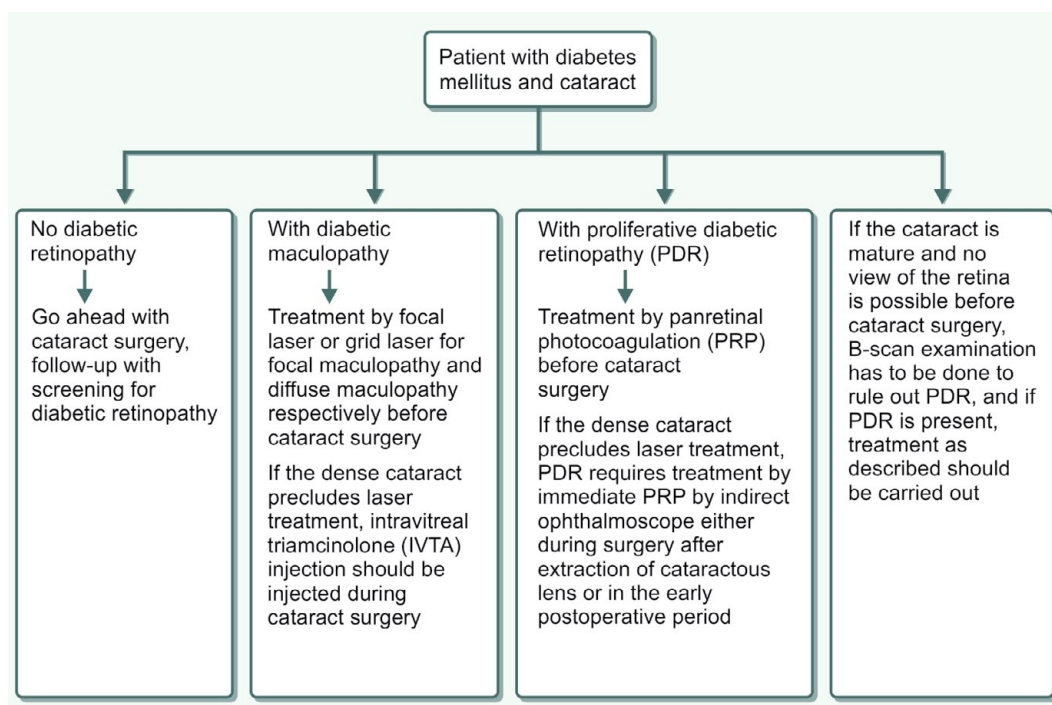 Patient with diabetes
mellitus and cataract
No diabetic
retinopathy
Go ahead with
cataract surgery,
follow-up with
screening for
diabetic retinopathy
With diabetic
maculopathy
Treatment by focal
laser or grid laser for
focal maculopathy and
diffuse maculopathy
respectively before
cataract surgery
If the dense cataract
precludes laser
treatment, intravitreal
triamcinolone (IVTA)
injection should be
injected during
cataract surgery
With proliferative diabetic
retinopathy (PDR)
Treatment by panretinal
photocoagulation (PRP)
before cataract
surgery
If the dense cataract
precludes laser treatment,
PDR requires treatment by
immediate PRP by indirect
ophthalmoscope either
during surgery after
extraction of cataractous
lens or in the early
postoperative period
If the cataract is
mature and no
view of the retina
is possible before
cataract surgery,
B-scan examination
has to be done to
rule out PDR, and if
PDR is present,
treatment as
described should
be carried out